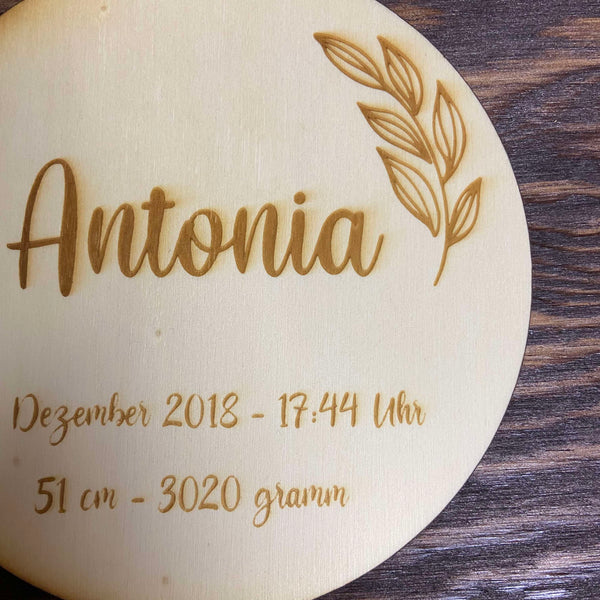 Antonia
Dezember 2018 - 17:44 Uhr
51 cm - 3020 gramm